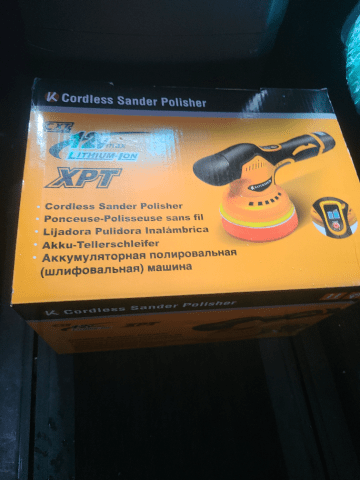 K Cordless Sander Polisher
12V MAX
LITHIUM-ION
XPT
· Cordless Sander Polisher
· Ponceuse-Polisseuse sans fil
· Lijadora Pulidora Inalámbrica
· Akku-Tellerschleifer
· Аккумуляторная полировальная
(шлифовальная) машина
K Cordless Sander Polisher
XPT